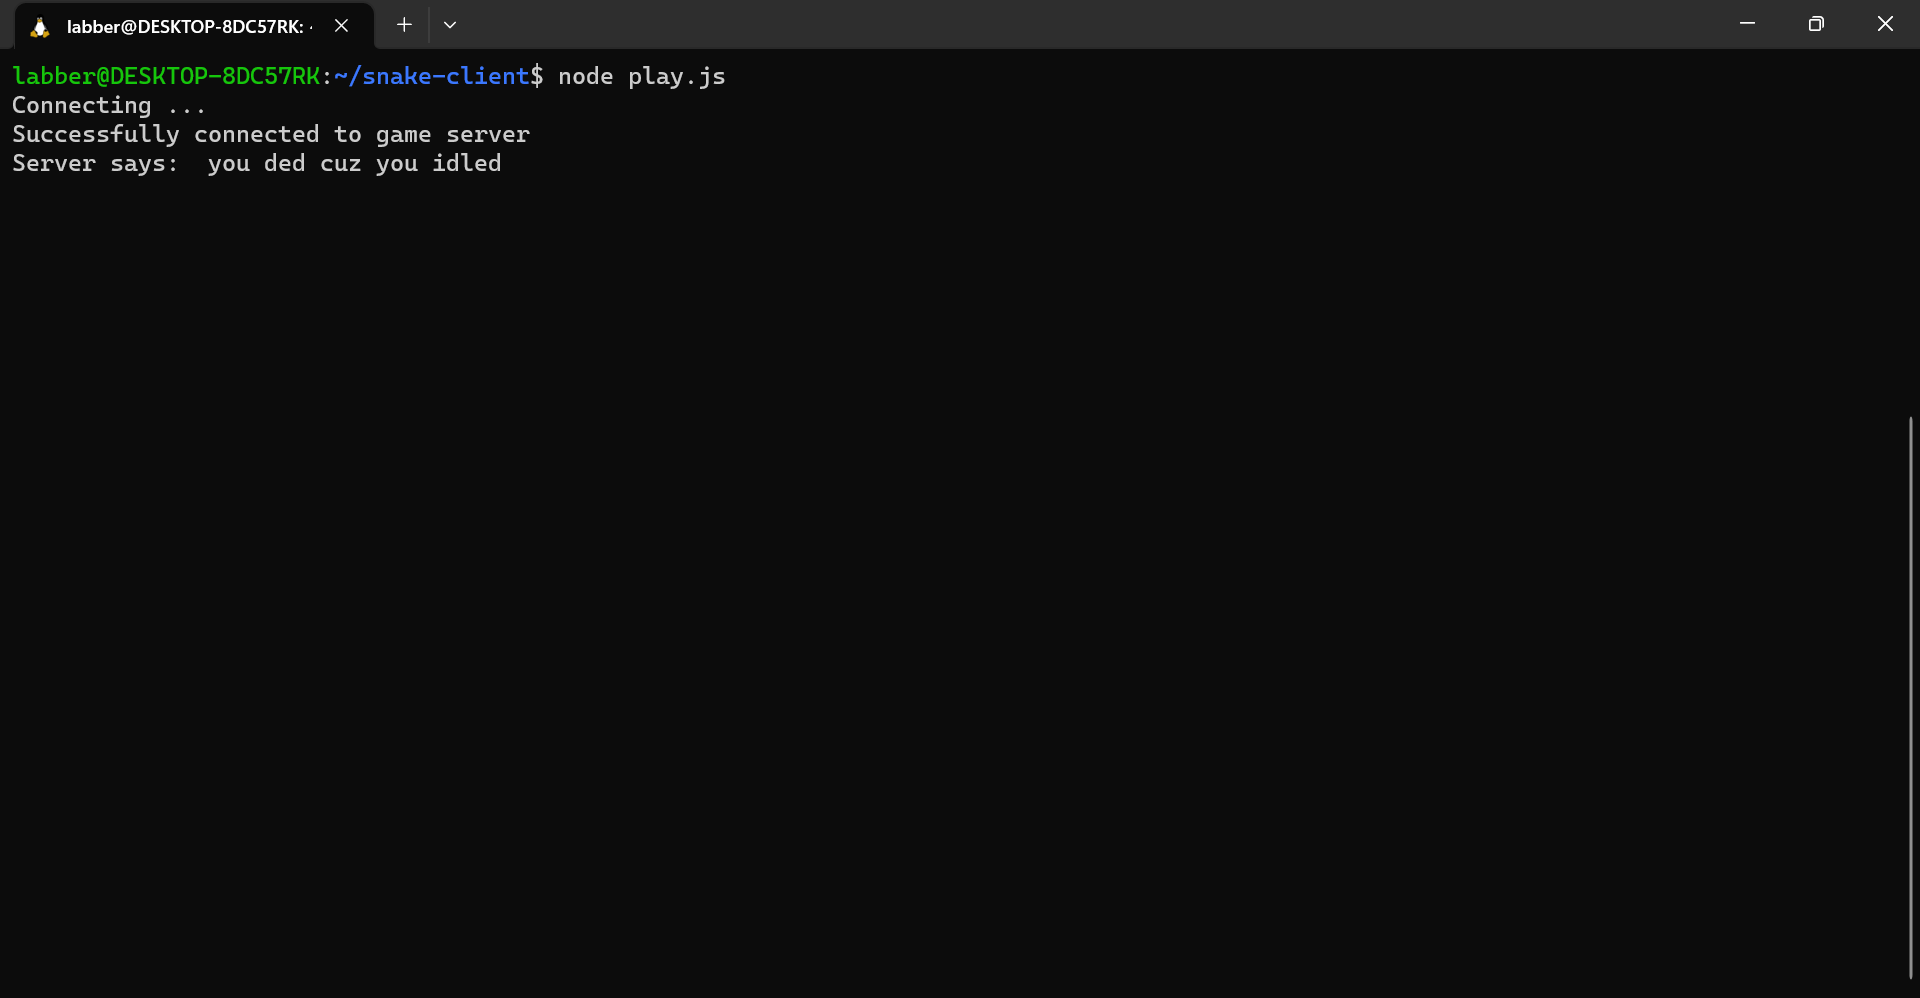 labber@DESKTOP-8DC57RK: ~
labber@DESKTOP-8DC57RK:~/snake-client$ node play.js
Connecting ...
Successfully connected to game server
Server says:  you ded cuz you idled